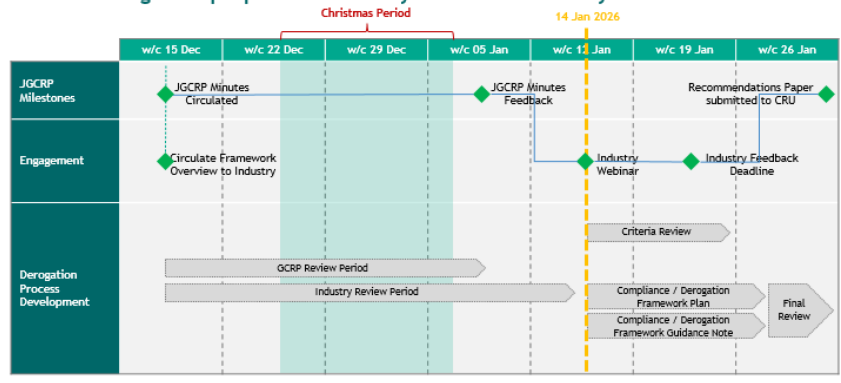 Christmas Period
14 Jan 2026
w/c 15 Dec
w/c 22 Dec
w/c 29 Dec
w/c 05 Jan
w/c 12 Jan
w/c 19 Jan
w/c 26 Jan
JGCRP
Milestones
JGCRP Minutes
Circulated
JGCRP Minutes
Feedback
Recommendations Paper
submitted to CRU
Engagement
Circulate Framework
Overview to Industry
Industry
Webinar
Industry Feedback
Deadline
Derogation
Process
Development
Criteria Review
GCRP Review Period
Industry Review Period
Compliance / Derogation
Framework Plan
Compliance / Derogation
Framework Guidance Note
Final
Review